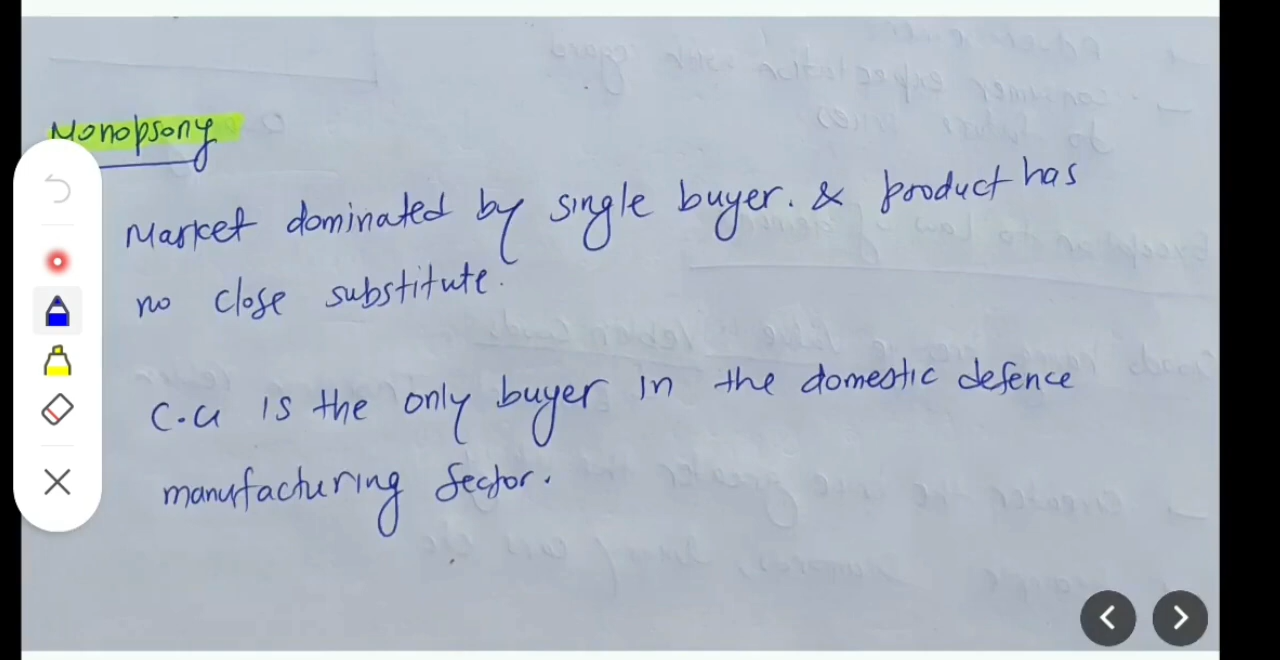 Monopsony
Market dominated by single buyer. & product has
no close substitute.
C.G is the only buyer in the domestic defence
manufacturing sector.